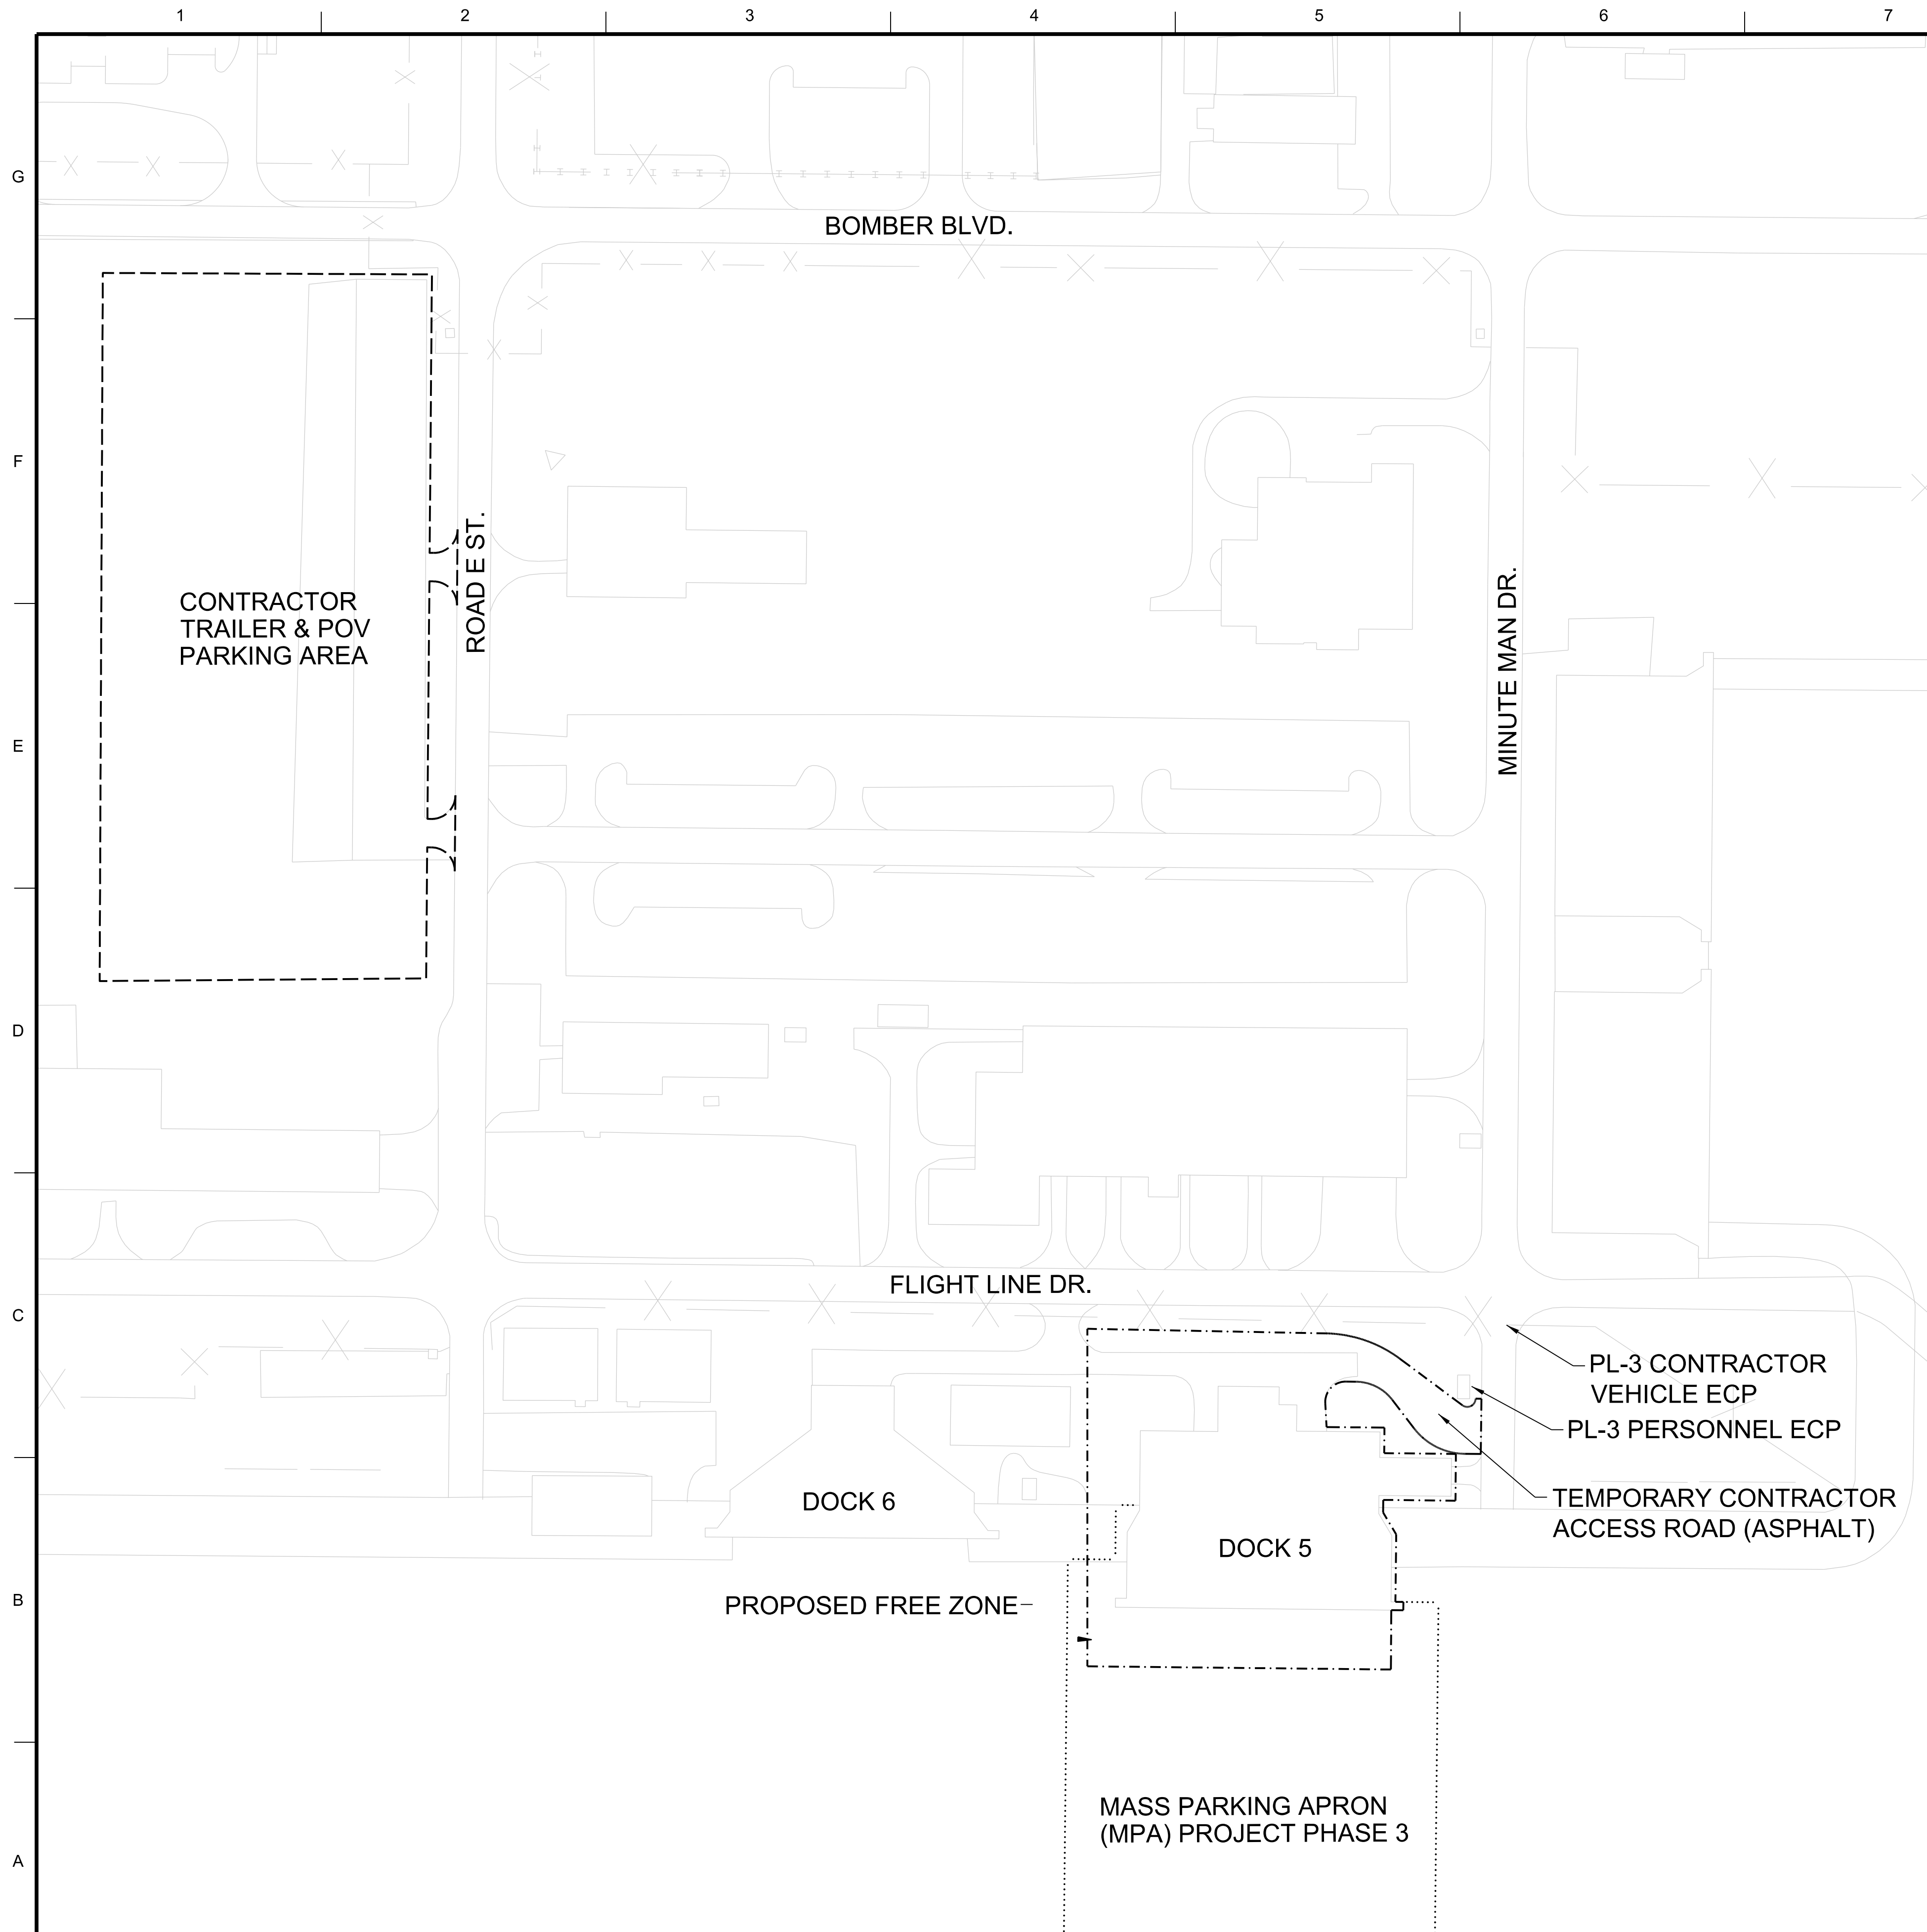 1 2 3 4 5 6 7
G
BOMBER BLVD.
F
ROAD E ST.
MINUTE MAN DR.
CONTRACTOR
TRAILER & POV
PARKING AREA
E
D
FLIGHT LINE DR.
C
PL-3 CONTRACTOR
VEHICLE ECP
PL-3 PERSONNEL ECP
TEMPORARY CONTRACTOR
ACCESS ROAD (ASPHALT)
DOCK 6
DOCK 5
B
PROPOSED FREE ZONE
MASS PARKING APRON
(MPA) PROJECT PHASE 3
A